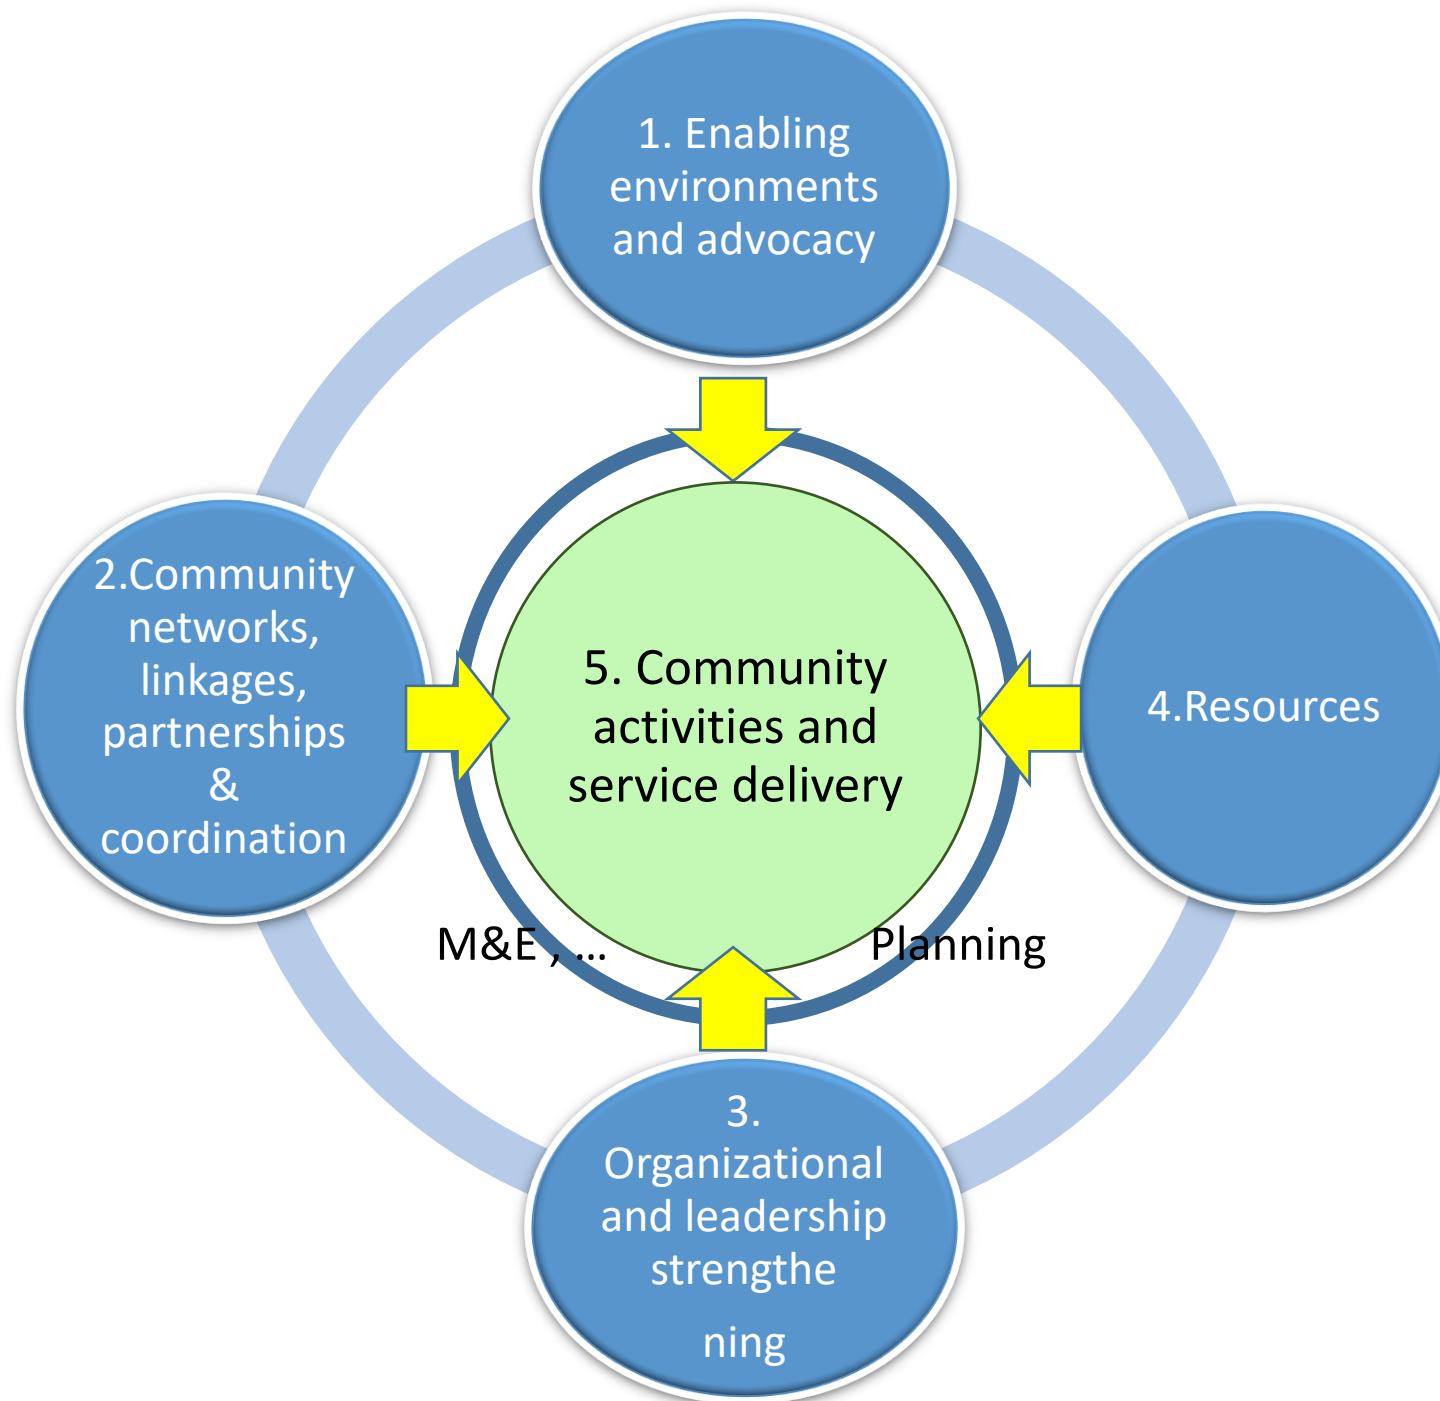 1. Enabling
environments
and advocacy
2.Community
networks,
linkages,
partnerships
&
coordination
5. Community
activities and
service delivery
4.Resources
M&E , ...
Planning
3.
Organizational
and leadership
strengthe
ning